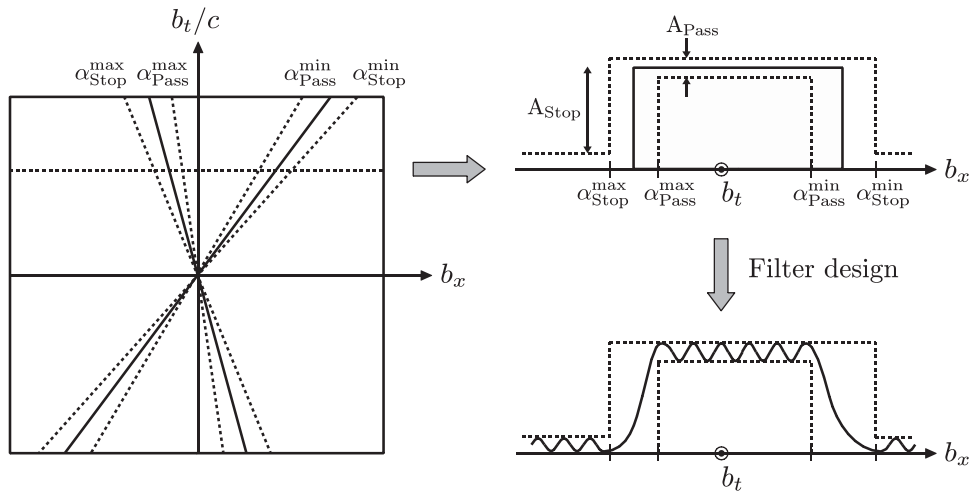 b_t/c
α_Stop^max α_Pass^max α_Pass^min α_Stop^min
b_x
A_Pass
A_Stop
b_x
α_Stop^max α_Pass^max b_t α_Pass^min α_Stop^min
Filter design
b_x
b_t